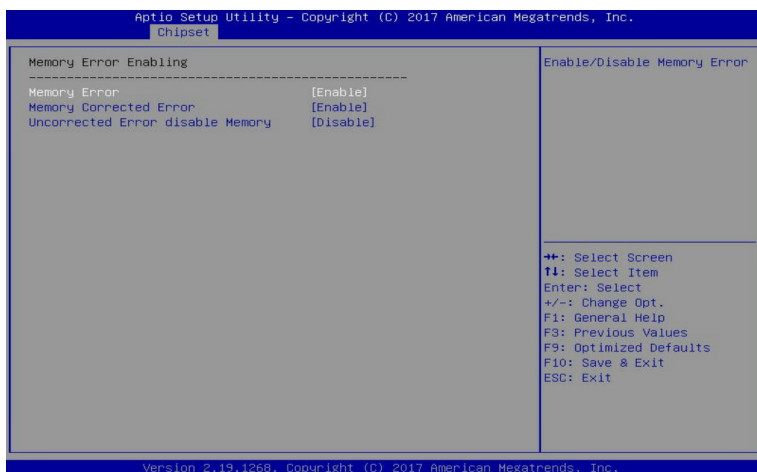 Aptio Setup Utility – Copyright (C) 2017 American Megatrends, Inc.
Chipset
Memory Error Enabling
--------------------------------------------------
Memory Error [Enable]
Memory Corrected Error [Enable]
Uncorrected Error disable Memory [Disable]
Enable/Disable Memory Error
→←: Select Screen
↑↓: Select Item
Enter: Select
+/-: Change Opt.
F1: General Help
F3: Previous Values
F9: Optimized Defaults
F10: Save & Exit
ESC: Exit
Version 2.19.1268. Copyright (C) 2017 American Megatrends, Inc.